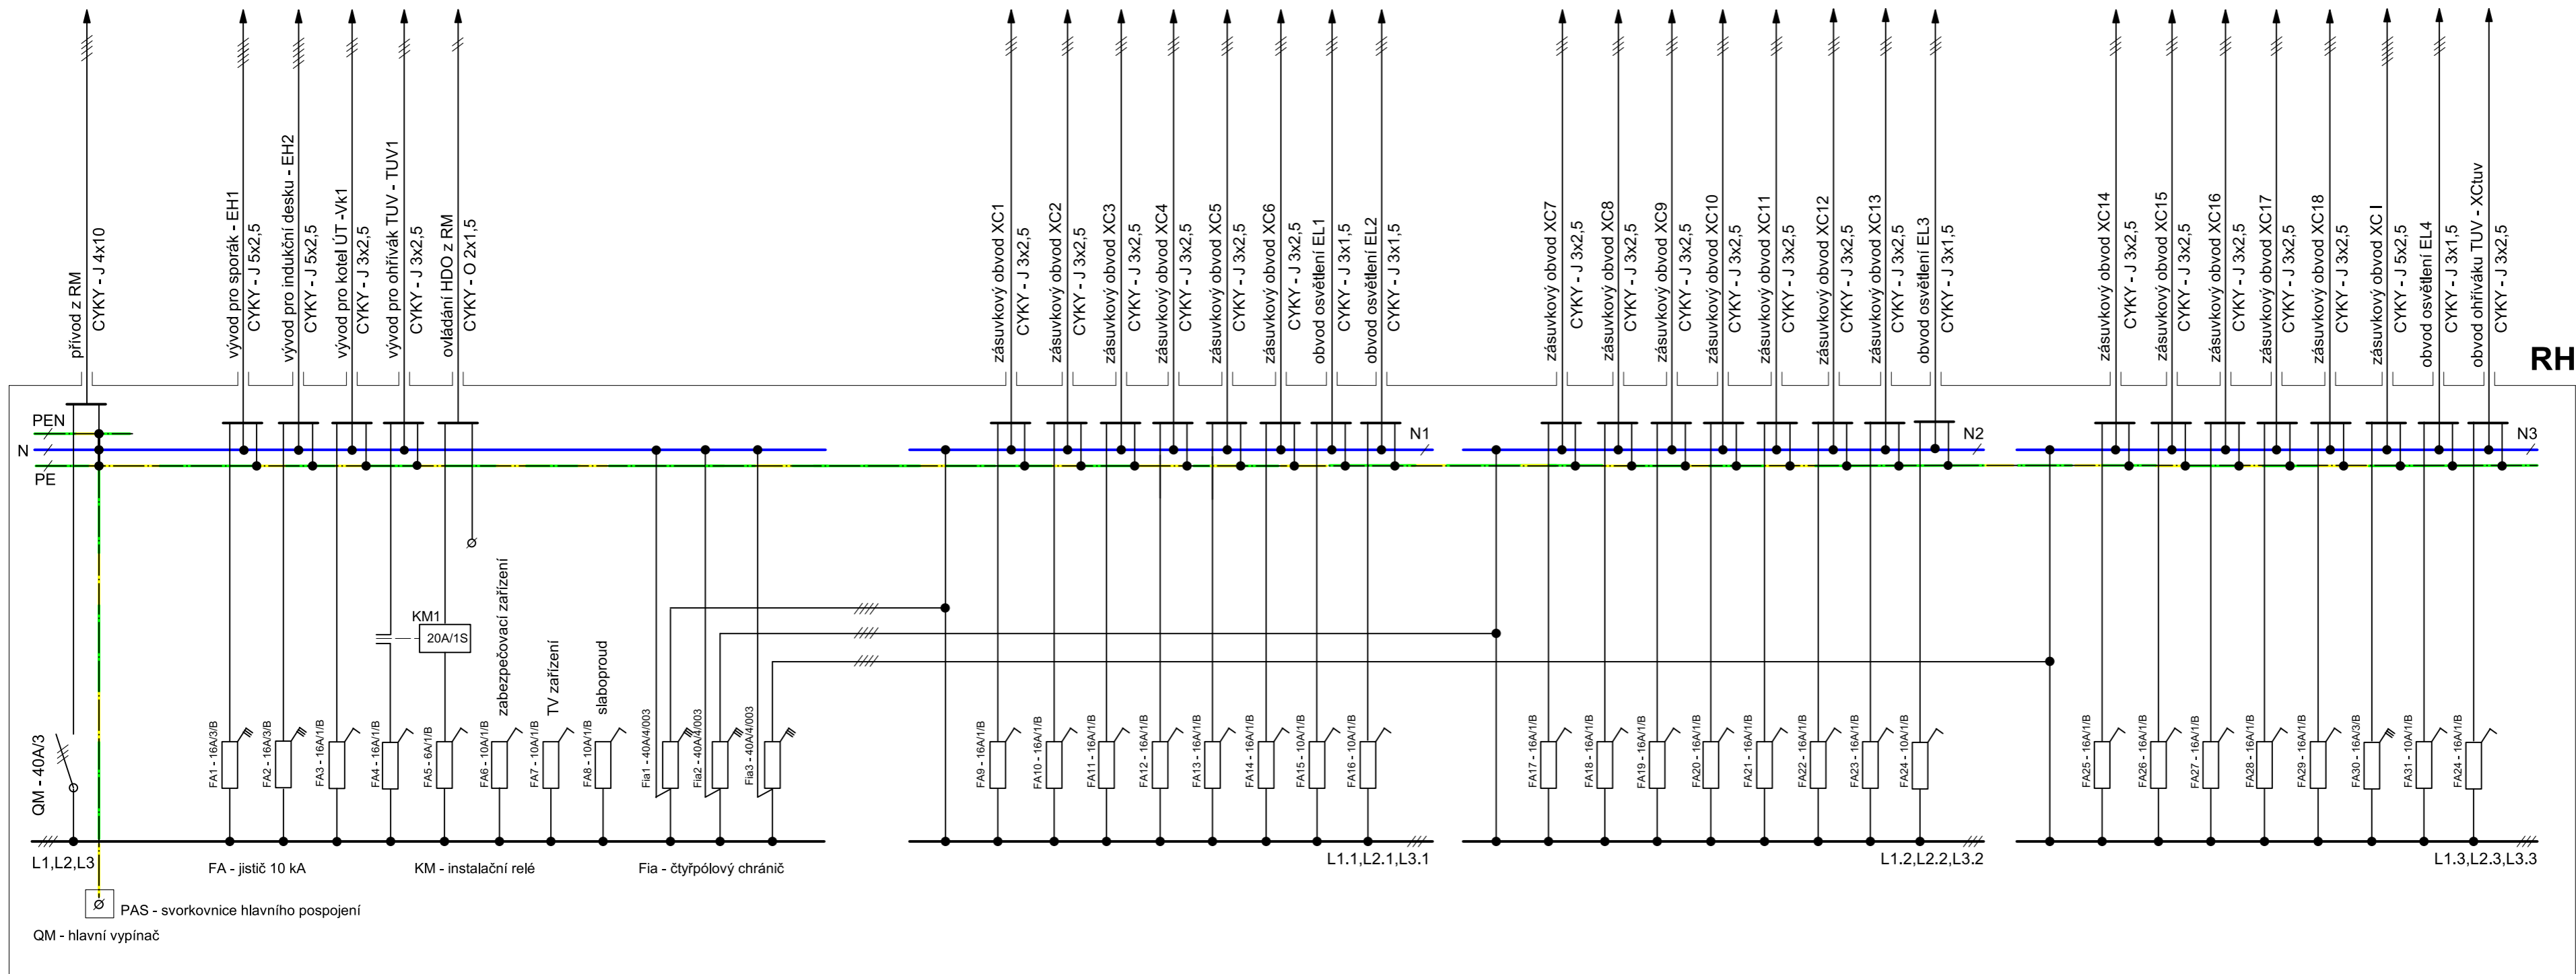 přívod z RM
CYKY - J 4x10
vývod pro sporák - EH1
CYKY - J 5x2,5
vývod pro indukční desku - EH2
CYKY - J 5x2,5
vývod pro kotel ÚT -Vk1
CYKY - J 3x2,5
vývod pro ohřívák TUV - TUV1
CYKY - J 3x2,5
ovládání HDO z RM
CYKY - O 2x1,5
zásuvkový obvod XC1
CYKY - J 3x2,5
zásuvkový obvod XC2
CYKY - J 3x2,5
zásuvkový obvod XC3
CYKY - J 3x2,5
zásuvkový obvod XC4
CYKY - J 3x2,5
zásuvkový obvod XC5
CYKY - J 3x2,5
zásuvkový obvod XC6
CYKY - J 3x2,5
obvod osvětlení EL1
CYKY - J 3x1,5
obvod osvětlení EL2
CYKY - J 3x1,5
zásuvkový obvod XC7
CYKY - J 3x2,5
zásuvkový obvod XC8
CYKY - J 3x2,5
zásuvkový obvod XC9
CYKY - J 3x2,5
zásuvkový obvod XC10
CYKY - J 3x2,5
zásuvkový obvod XC11
CYKY - J 3x2,5
zásuvkový obvod XC12
CYKY - J 3x2,5
zásuvkový obvod XC13
CYKY - J 3x2,5
obvod osvětlení EL3
CYKY - J 3x1,5
zásuvkový obvod XC14
CYKY - J 3x2,5
zásuvkový obvod XC15
CYKY - J 3x2,5
zásuvkový obvod XC16
CYKY - J 3x2,5
zásuvkový obvod XC17
CYKY - J 3x2,5
zásuvkový obvod XC18
CYKY - J 3x2,5
zásuvkový obvod XC I
CYKY - J 5x2,5
obvod osvětlení EL4
CYKY - J 3x1,5
obvod ohříváku TUV - XCtuv
CYKY - J 3x2,5
RH
PEN
N
PE
N1
N2
N3
KM1
20A/1S
zabezpečovací zařízení
TV zařízení
slaboproud
QM - 40A/3
FA1 - 16A/3/B
FA2 - 16A/3/B
FA3 - 16A/1/B
FA4 - 16A/1/B
FA5 - 6A/1/B
FA6 - 10A/1/B
FA7 - 10A/1/B
FA8 - 10A/1/B
Fia1 - 40A/4/003
Fia2 - 40A/4/003
Fia3 - 40A/4/003
FA9 - 16A/1/B
FA10 - 16A/1/B
FA11 - 16A/1/B
FA12 - 16A/1/B
FA13 - 16A/1/B
FA14 - 16A/1/B
FA15 - 10A/1/B
FA16 - 10A/1/B
FA17 - 16A/1/B
FA18 - 16A/1/B
FA19 - 16A/1/B
FA20 - 16A/1/B
FA21 - 16A/1/B
FA22 - 16A/1/B
FA23 - 16A/1/B
FA24 - 10A/1/B
FA25 - 16A/1/B
FA26 - 16A/1/B
FA27 - 16A/1/B
FA28 - 16A/1/B
FA29 - 16A/1/B
FA30 - 16A/3/B
FA31 - 10A/1/B
FA24 - 16A/1/B
L1,L2,L3
FA - jistič 10 kA
KM - instalační relé
Fia - čtyřpólový chránič
L1.1,L2.1,L3.1
L1.2,L2.2,L3.2
L1.3,L2.3,L3.3
PAS - svorkovnice hlavního pospojení
QM - hlavní vypínač